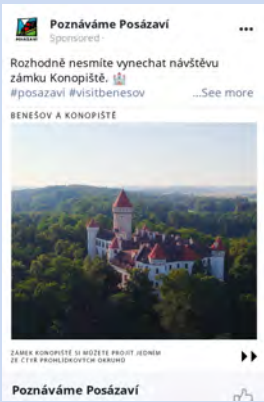 Poznáváme Posázaví
Sponsored ·
Rozhodně nesmíte vynechat návštěvu
zámku Konopiště. 🏰
#posazavi #visitbenesov ...See more
BENEŠOV A KONOPIŠTĚ
ZÁMEK KONOPIŠTĚ SI MŮŽETE PROJÍT JEDNÍM
ZE ČTYŘ PROHLÍDKOVÝCH OKRUHŮ
Poznáváme Posázaví